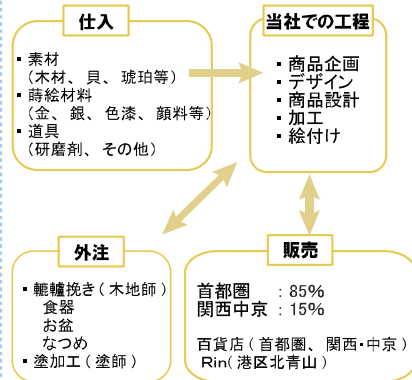 仕入
▪ 素材
(木材、貝、琥珀等)
▪ 蒔絵材料
(金、銀、色漆、顔料等)
▪ 道具
(研磨剤、その他)
当社での工程
▪ 商品企画
▪ デザイン
▪ 商品設計
▪ 加工
▪ 絵付け
外注
▪ 轆轤挽き(木地師)
食器
お盆
なつめ
▪ 塗加工(塗師)
販売
首都圏 : 85%
関西中京 : 15%
百貨店(首都圏、関西・中京)
Rin(港区北青山)